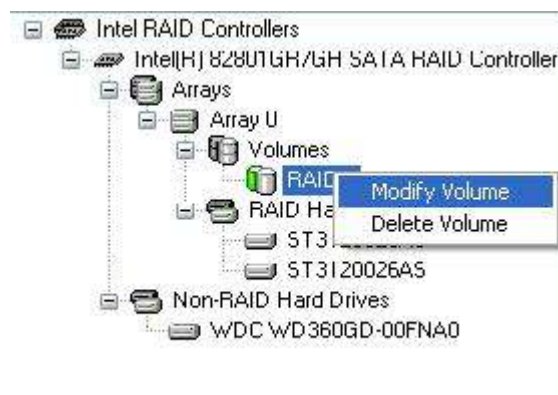 Intel RAID Controllers
Intel(R) 82801GR/GH SATA RAID Controller
Arrays
Array 0
Volumes
RAID
Modify Volume
RAID Ha
Delete Volume
ST3120026AS
Non-RAID Hard Drives
WDC WD360GD-00FNA0